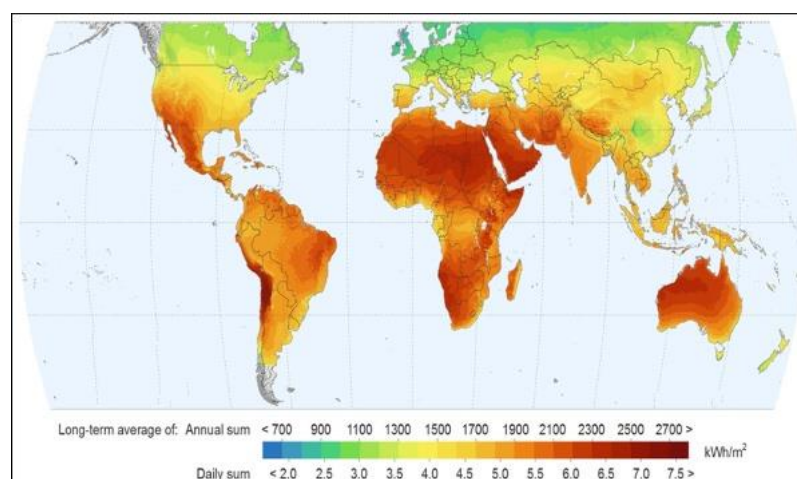 Long-term average of: Annual sum < 700 900 1100 1300 1500 1700 1900 2100 2300 2500 2700 >
kWh/m²
Daily sum < 2.0 2.5 3.0 3.5 4.0 4.5 5.0 5.5 6.0 6.5 7.0 7.5 >